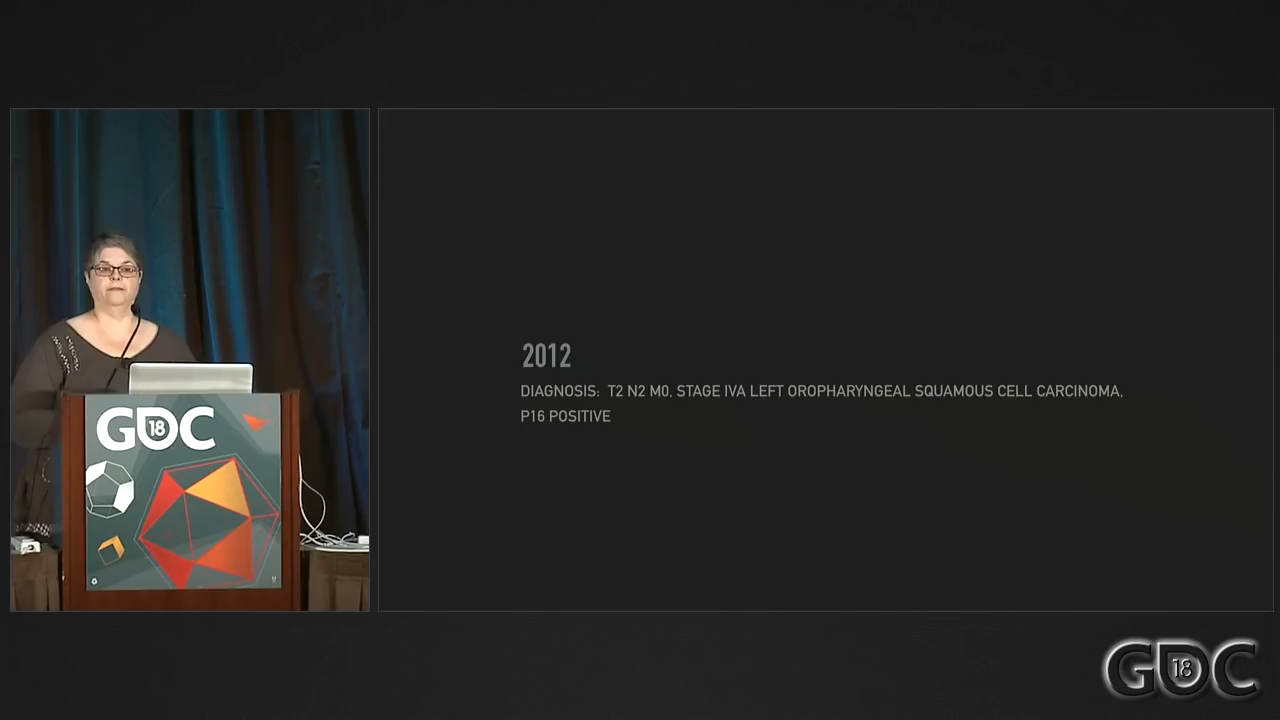 2012
DIAGNOSIS: T2 N2 M0, STAGE IVA LEFT OROPHARYNGEAL SQUAMOUS CELL CARCINOMA,
P16 POSITIVE
GDC
18
GDC
18